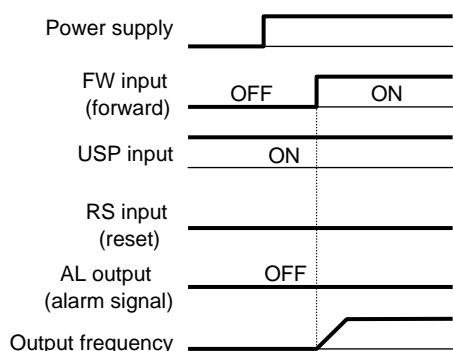 Power supply
FW input
(forward)
OFF
ON
USP input
ON
RS input
(reset)
AL output
(alarm signal)
OFF
Output frequency